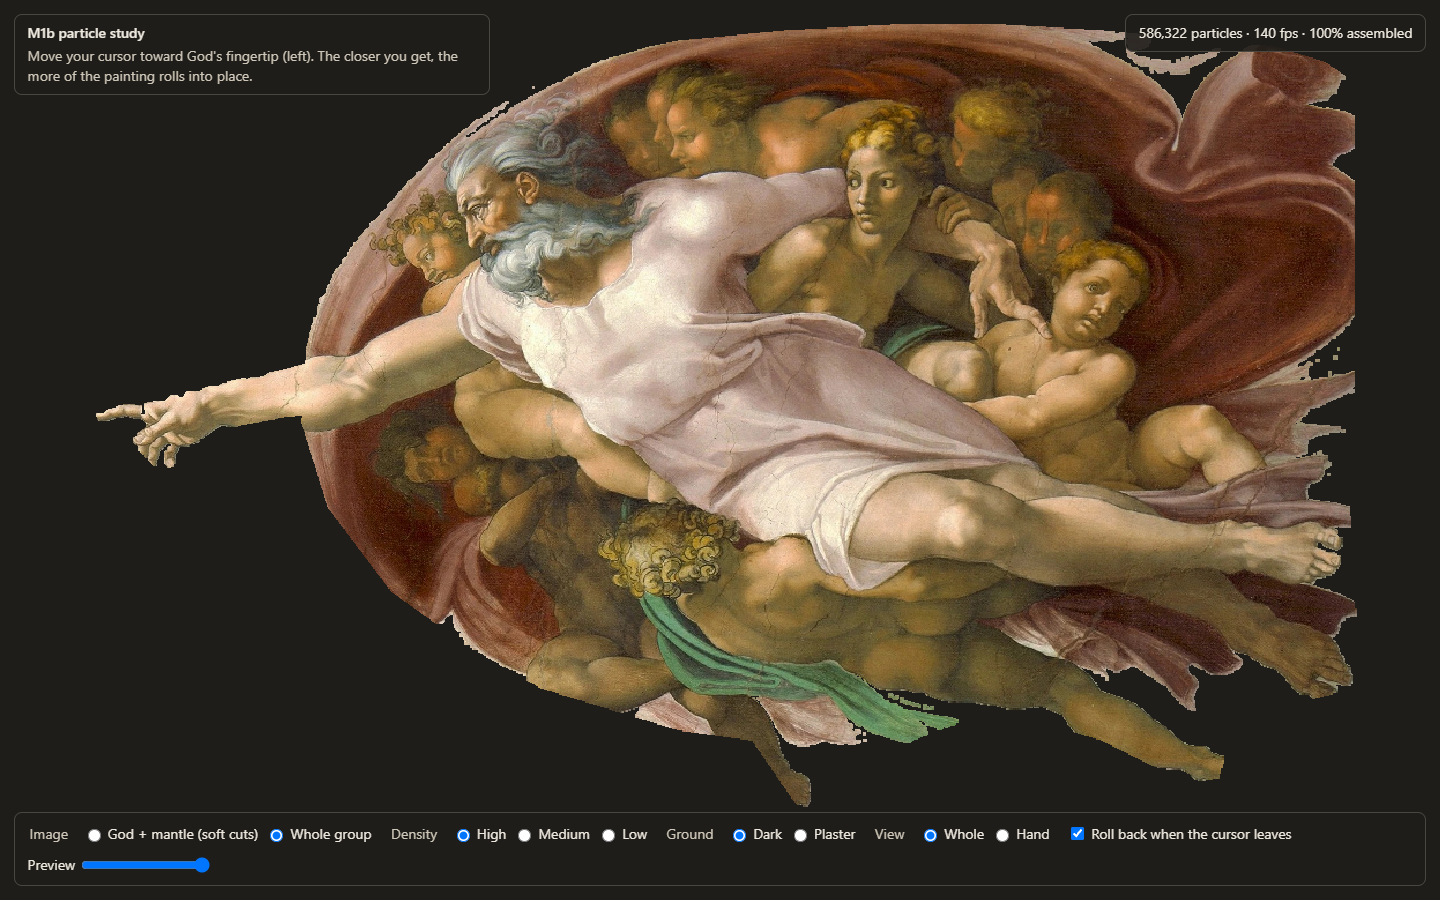 M1b particle study
Move your cursor toward God's fingertip (left). The closer you get, the
more of the painting rolls into place.
586,322 particles · 140 fps · 100% assembled
Image God + mantle (soft cuts) Whole group Density High Medium Low Ground Dark Plaster View Whole Hand Roll back when the cursor leaves
Preview